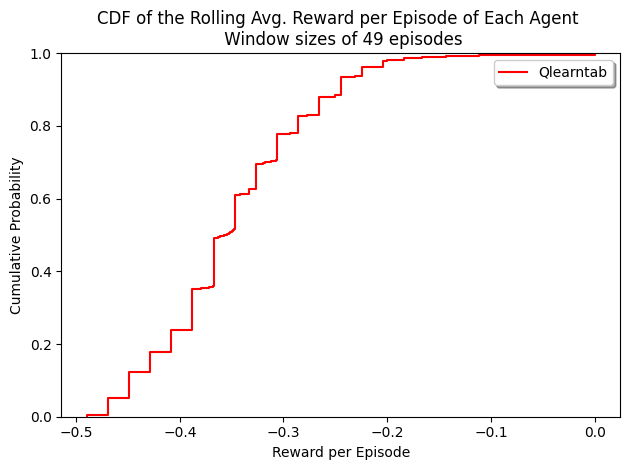 CDF of the Rolling Avg. Reward per Episode of Each Agent
Window sizes of 49 episodes
Qlearntab
Cumulative Probability
1.0
0.8
0.6
0.4
0.2
0.0
−0.5
−0.4
−0.3
−0.2
−0.1
0.0
Reward per Episode